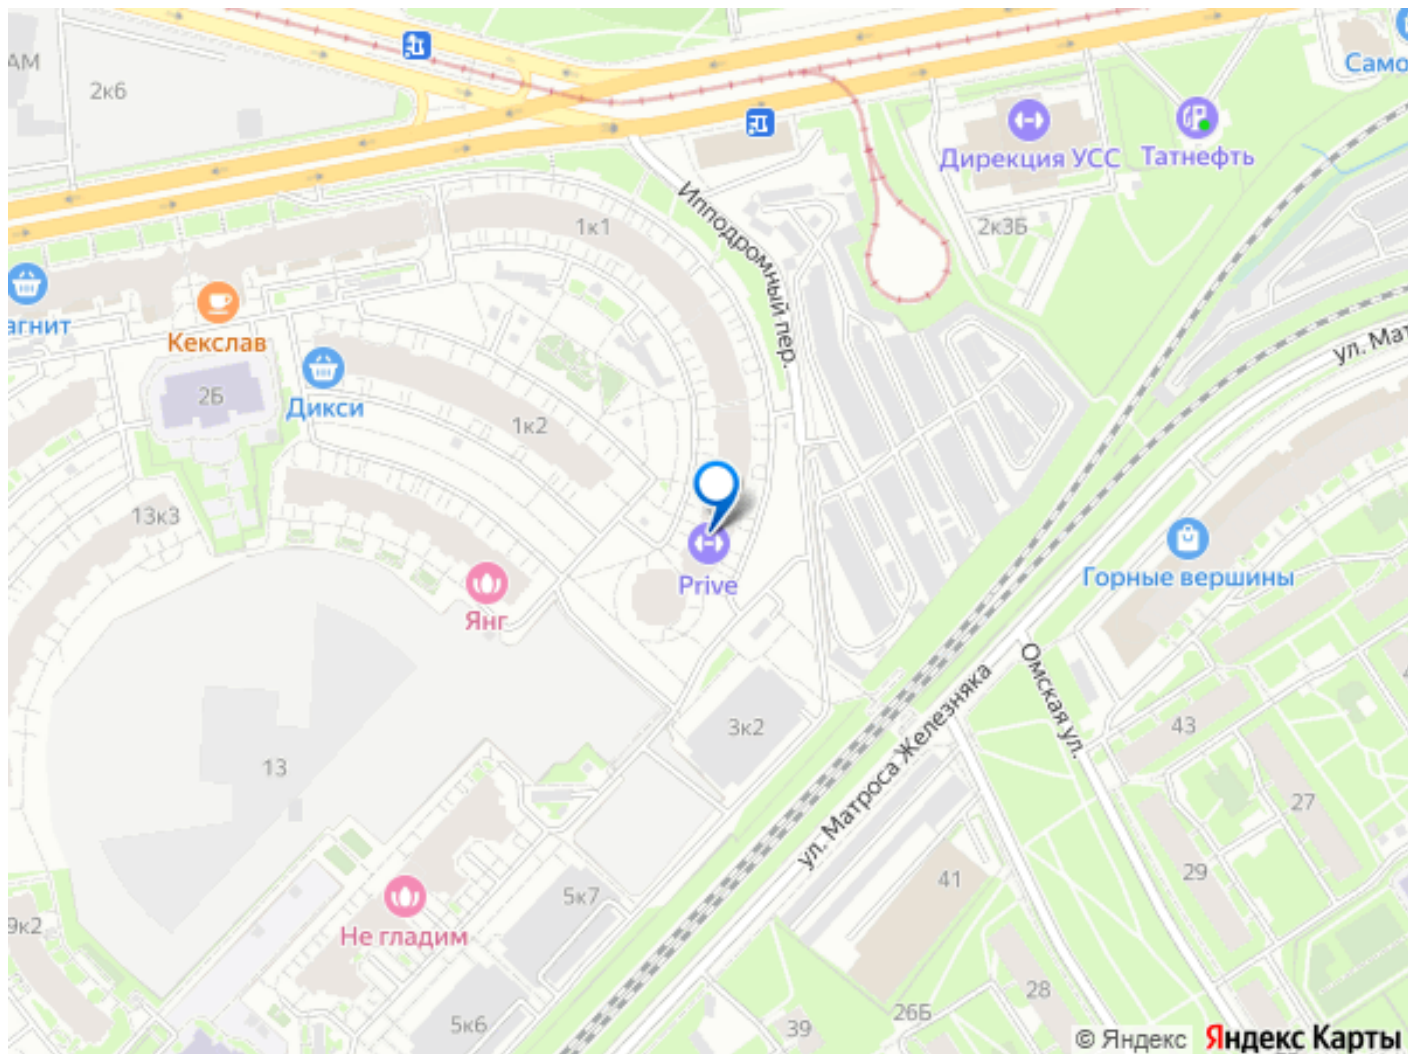 АМ
2к6
Само
Дирекция УСС
Татнефть
Ипподромный пер.
1к1
2к3Б
агнит
Кекслав
ул. Мат
2Б
Дикси
1к2
13к3
Prive
Горные вершины
Янг
Омская ул.
ул. Матроса Железняка
3к2
43
13
27
41
29
5к7
9к2
Не гладим
28
26Б
5к6
39
© Яндекс Яндекс Карты